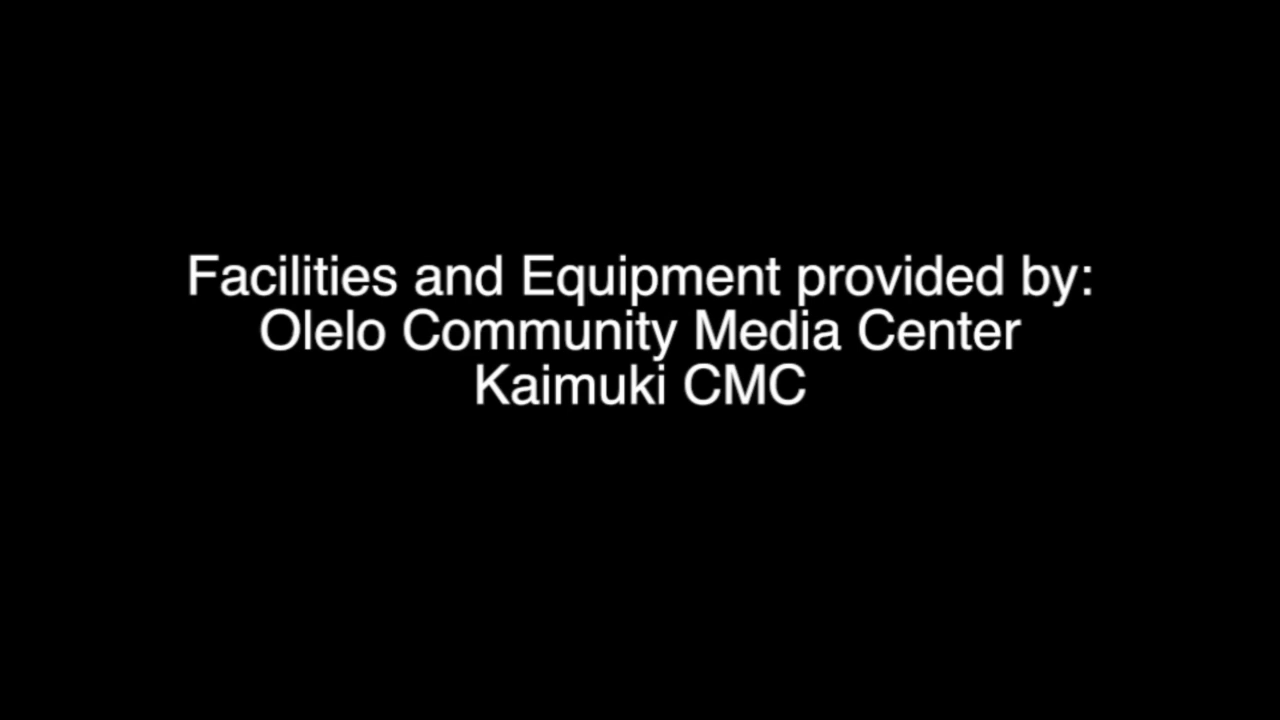 Facilities and Equipment provided by:
Olelo Community Media Center
Kaimuki CMC